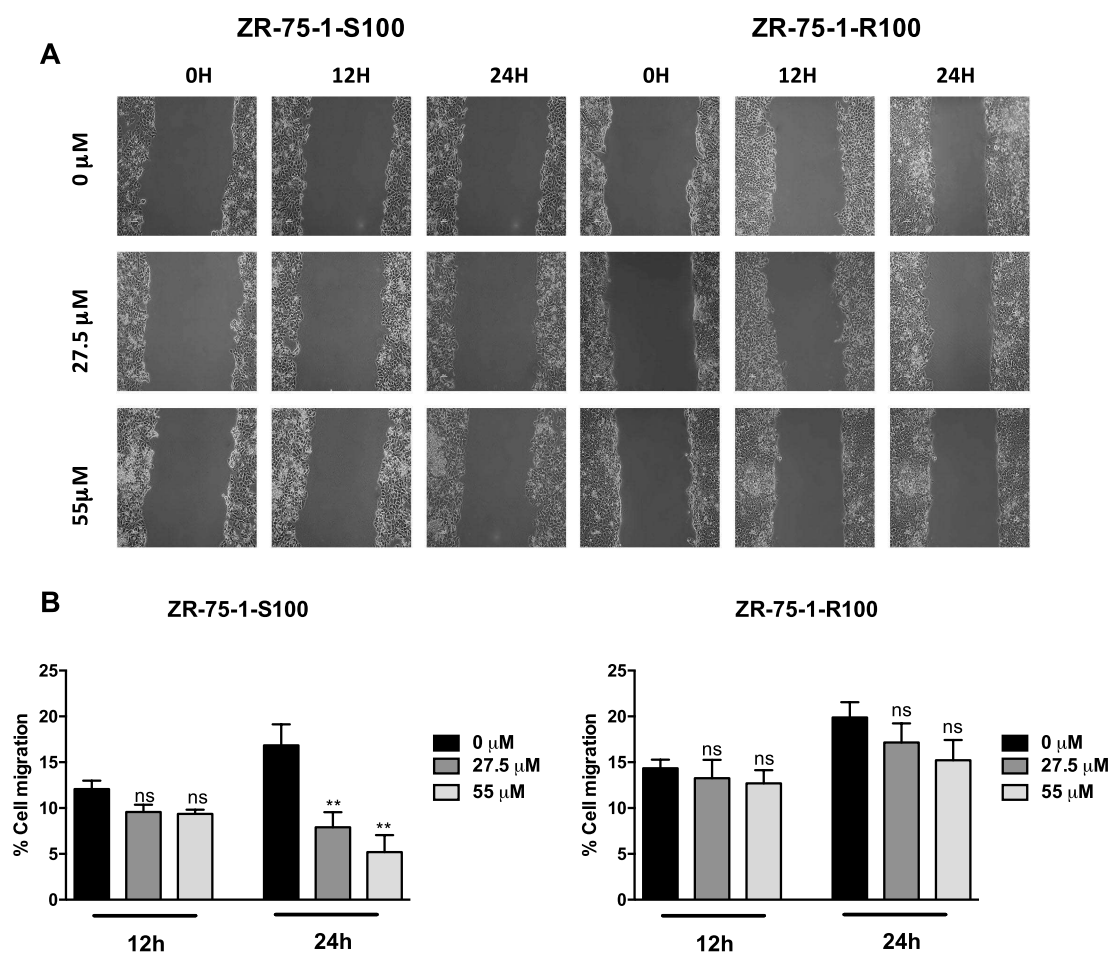 ZR-75-1-S100 ZR-75-1-R100
A
0H 12H 24H 0H 12H 24H
0 μM
27.5 μM
55μM
B
ZR-75-1-S100
% Cell migration
25
20
15
10
5
0
ns
ns
**
**
12h
24h
0 μM
27.5 μM
55 μM
ZR-75-1-R100
% Cell migration
25
20
15
10
5
0
ns
ns
ns
ns
12h
24h
0 μM
27.5 μM
55 μM